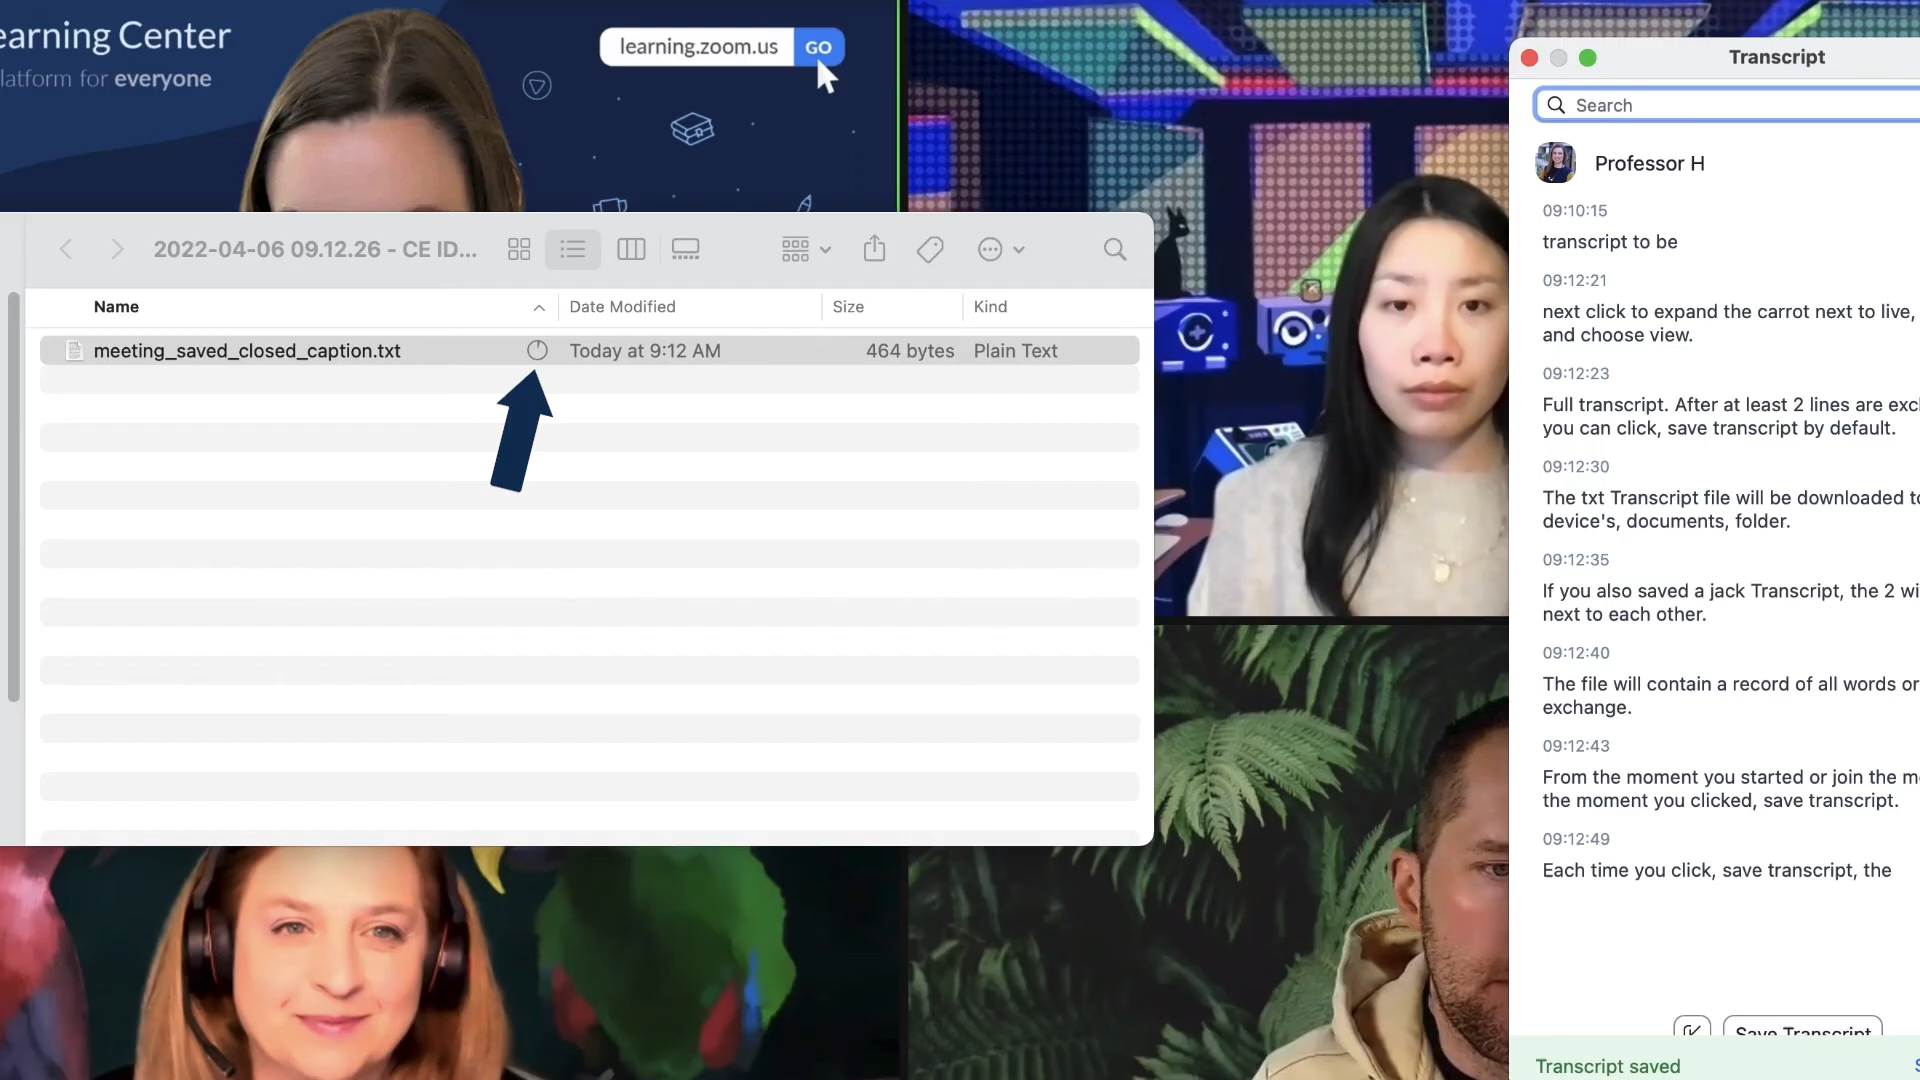 earning Center
latform for everyone
learning.zoom.us GO
2022-04-06 09.12.26 - CE ID...
Name Date Modified Size Kind
meeting_saved_closed_caption.txt Today at 9:12 AM 464 bytes Plain Text
Transcript
Search
Professor H
09:10:15
transcript to be
09:12:21
next click to expand the carrot next to live,
and choose view.
09:12:23
Full transcript. After at least 2 lines are exc
you can click, save transcript by default.
09:12:30
The txt Transcript file will be downloaded to
device's, documents, folder.
09:12:35
If you also saved a jack Transcript, the 2 wi
next to each other.
09:12:40
The file will contain a record of all words or
exchange.
09:12:43
From the moment you started or join the m
the moment you clicked, save transcript.
09:12:49
Each time you click, save transcript, the
Save Transcript
Transcript saved